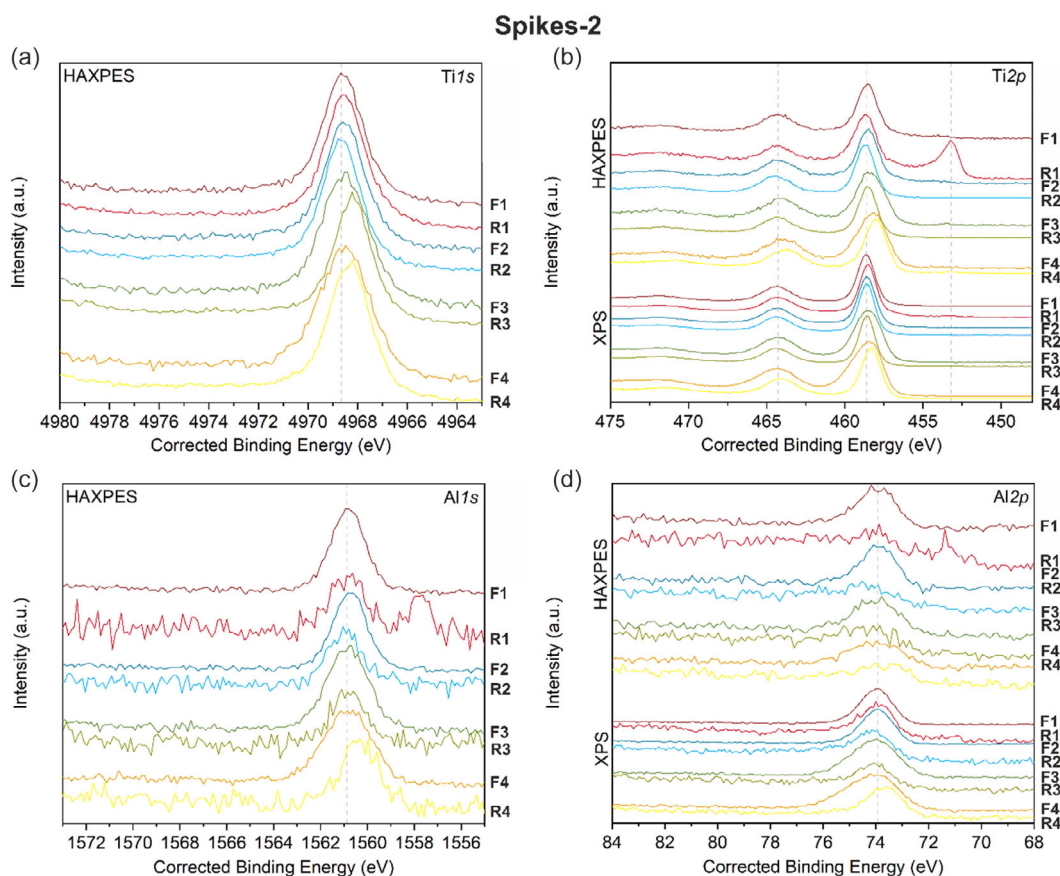 Spikes-2
(a)
HAXPES
Ti1s
Intensity (a.u.)
F1
R1
F2
R2
F3
R3
F4
R4
4980 4978 4976 4974 4972 4970 4968 4966 4964
Corrected Binding Energy (eV)
(b)
Ti2p
Intensity (a.u.)
HAXPES
F1
R1
F2
R2
F3
R3
F4
R4
XPS
F1
R1
F2
R2
F3
R3
F4
R4
475 470 465 460 455 450
Corrected Binding Energy (eV)
(c)
HAXPES
Al1s
Intensity (a.u.)
F1
R1
F2
R2
F3
R3
F4
R4
1572 1570 1568 1566 1564 1562 1560 1558 1556
Corrected Binding Energy (eV)
(d)
Al2p
Intensity (a.u.)
HAXPES
F1
R1
F2
R2
F3
R3
F4
R4
XPS
F1
R1
F2
R2
F3
R3
F4
R4
84 82 80 78 76 74 72 70 68
Corrected Binding Energy (eV)